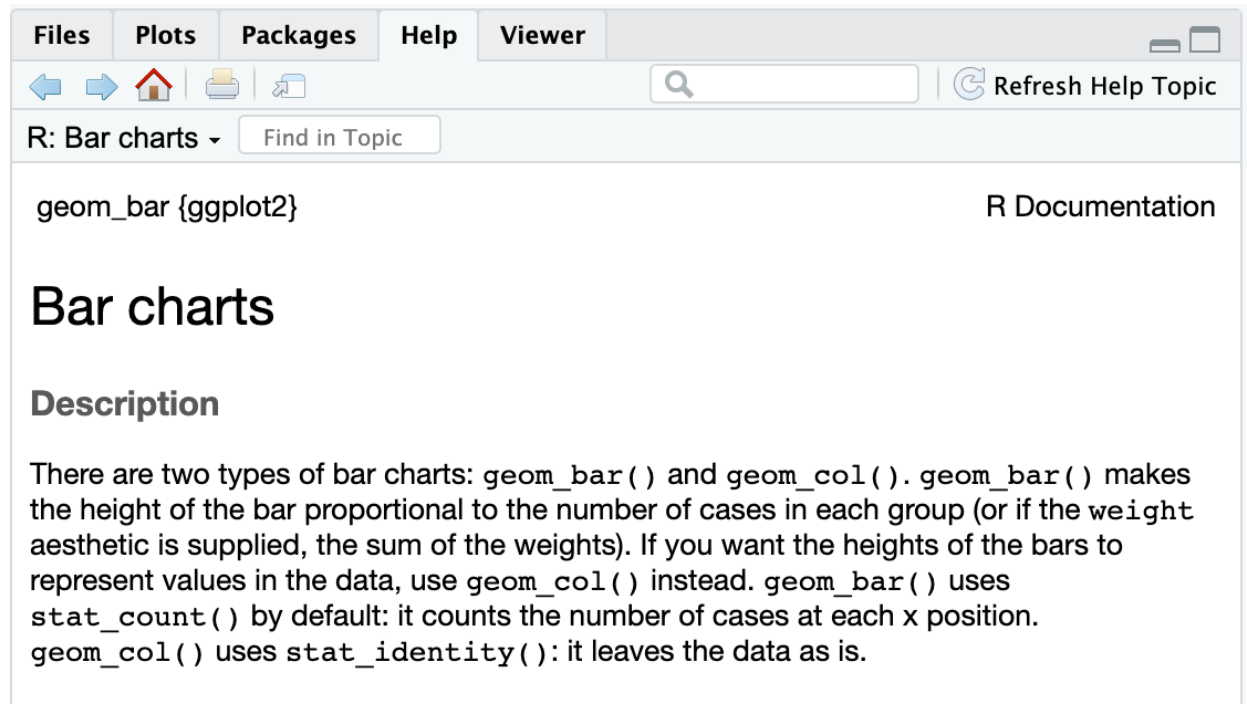 Files Plots Packages Help Viewer
Refresh Help Topic
R: Bar charts Find in Topic
geom_bar {ggplot2} R Documentation
Bar charts
Description
There are two types of bar charts: geom_bar() and geom_col(). geom_bar() makes
the height of the bar proportional to the number of cases in each group (or if the weight
aesthetic is supplied, the sum of the weights). If you want the heights of the bars to
represent values in the data, use geom_col() instead. geom_bar() uses
stat_count() by default: it counts the number of cases at each x position.
geom_col() uses stat_identity(): it leaves the data as is.